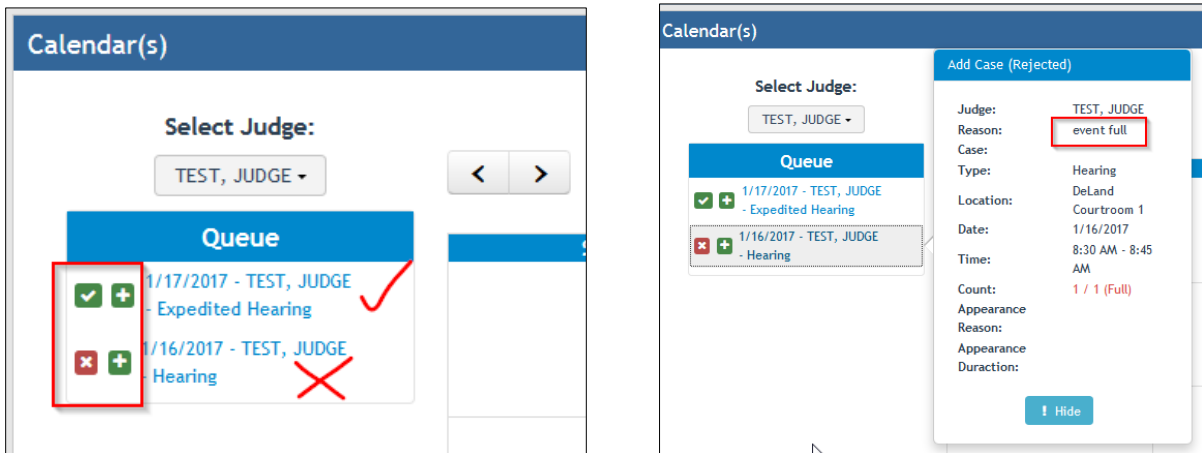 Calendar(s)
Select Judge:
TEST, JUDGE
Queue
1/17/2017 - TEST, JUDGE
- Expedited Hearing
1/16/2017 - TEST, JUDGE
- Hearing
Calendar(s)
Select Judge:
TEST, JUDGE
Queue
1/17/2017 - TEST, JUDGE
- Expedited Hearing
1/16/2017 - TEST, JUDGE
- Hearing
Add Case (Rejected)
Judge: TEST, JUDGE
Reason: event full
Case:
Type: Hearing
Location: DeLand
Courtroom 1
Date: 1/16/2017
Time: 8:30 AM - 8:45
AM
Count: 1 / 1 (Full)
Appearance
Reason:
Appearance
Duraction:
! Hide